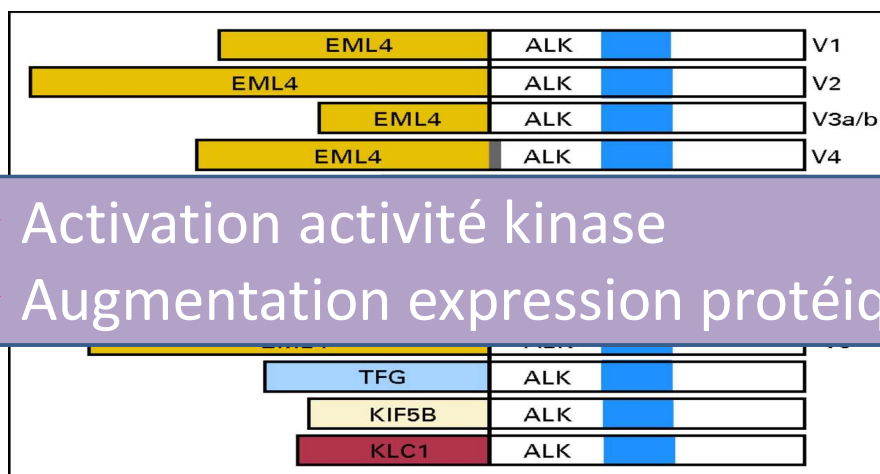 EML4 ALK V1
EML4 ALK V2
EML4 ALK V3a/b
EML4 ALK V4
Activation activité kinase
Augmentation expression protéiq
TFG ALK
KIF5B ALK
KLC1 ALK